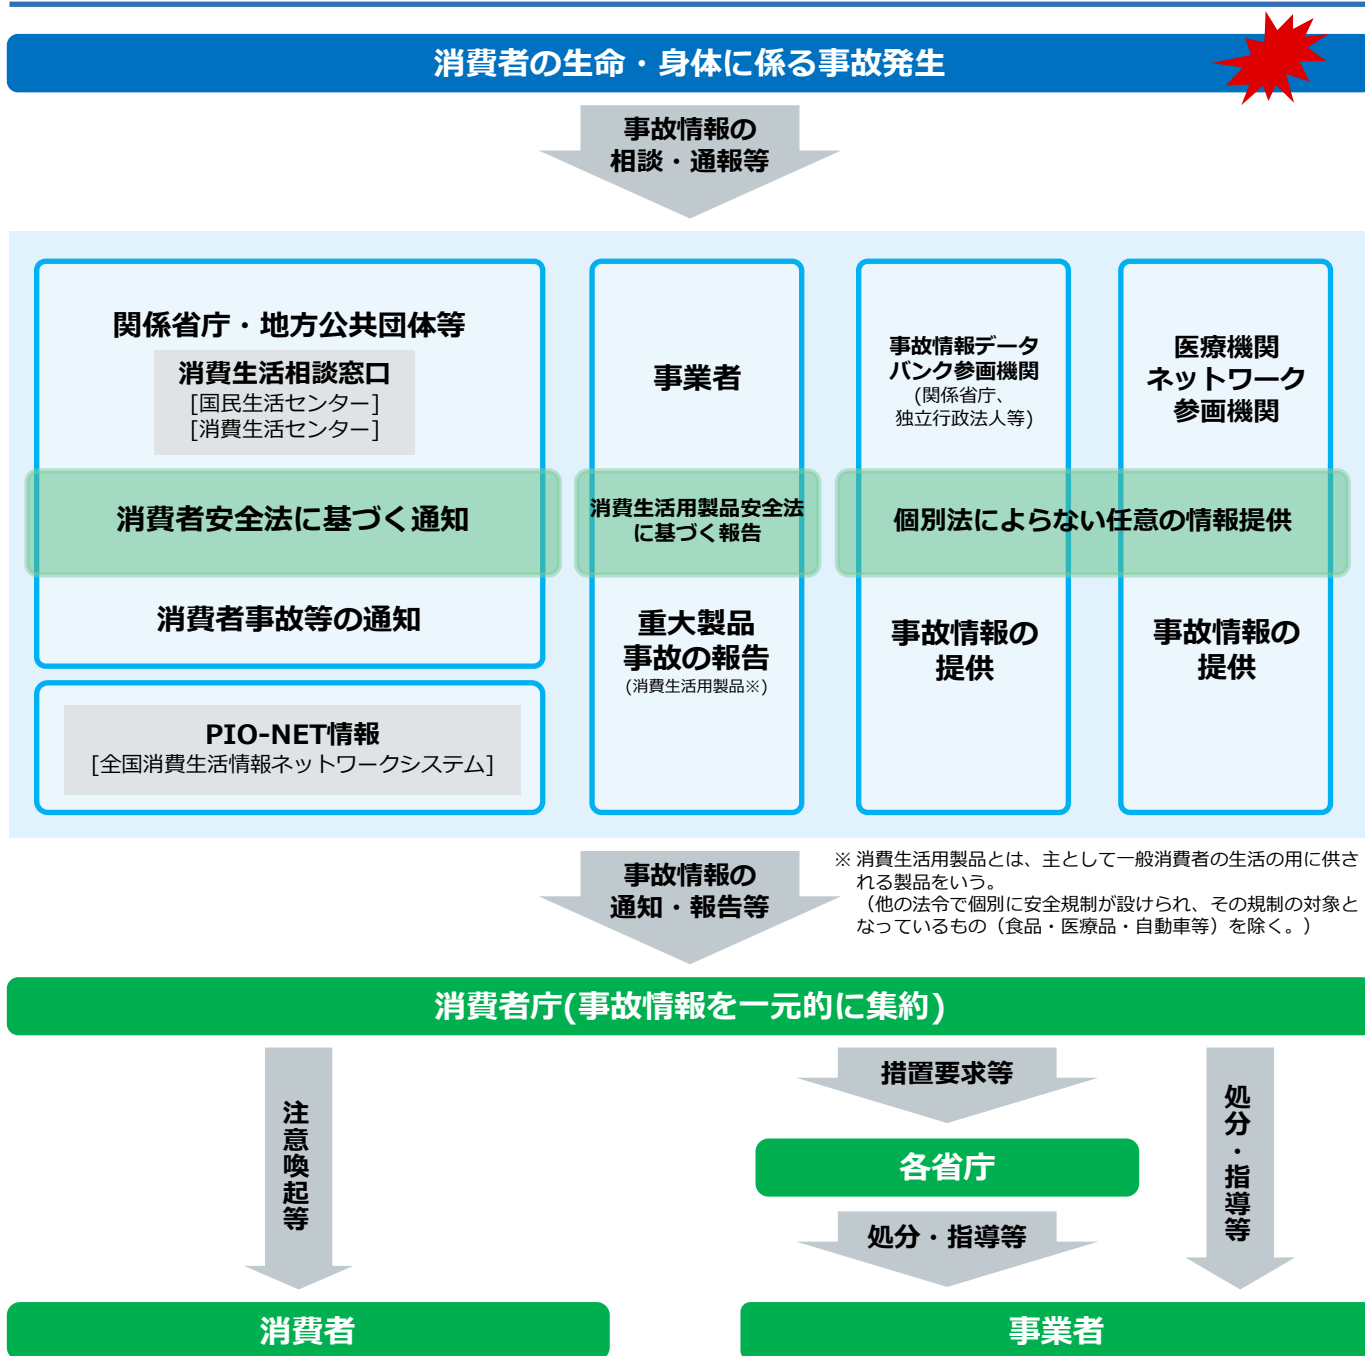 消費者の生命・身体に係る事故発生
事故情報の
相談・通報等
関係省庁・地方公共団体等
消費生活相談窓口
[国民生活センター]
[消費生活センター]
消費者安全法に基づく通知
消費者事故等の通知
PIO-NET情報
[全国消費生活情報ネットワークシステム]
事業者
消費生活用製品安全法
に基づく報告
重大製品
事故の報告
(消費生活用製品※)
事故情報データ
バンク参画機関
(関係省庁、
独立行政法人等)
医療機関
ネットワーク
参画機関
個別法によらない任意の情報提供
事故情報の
提供
事故情報の
提供
事故情報の
通知・報告等
※ 消費生活用製品とは、主として一般消費者の生活の用に供さ
れる製品をいう。
（他の法令で個別に安全規制が設けられ、その規制の対象と
なっているもの（食品・医療品・自動車等）を除く。）
消費者庁(事故情報を一元的に集約)
注意喚起等
措置要求等
各省庁
処分・指導等
処分・指導等
消費者
事業者